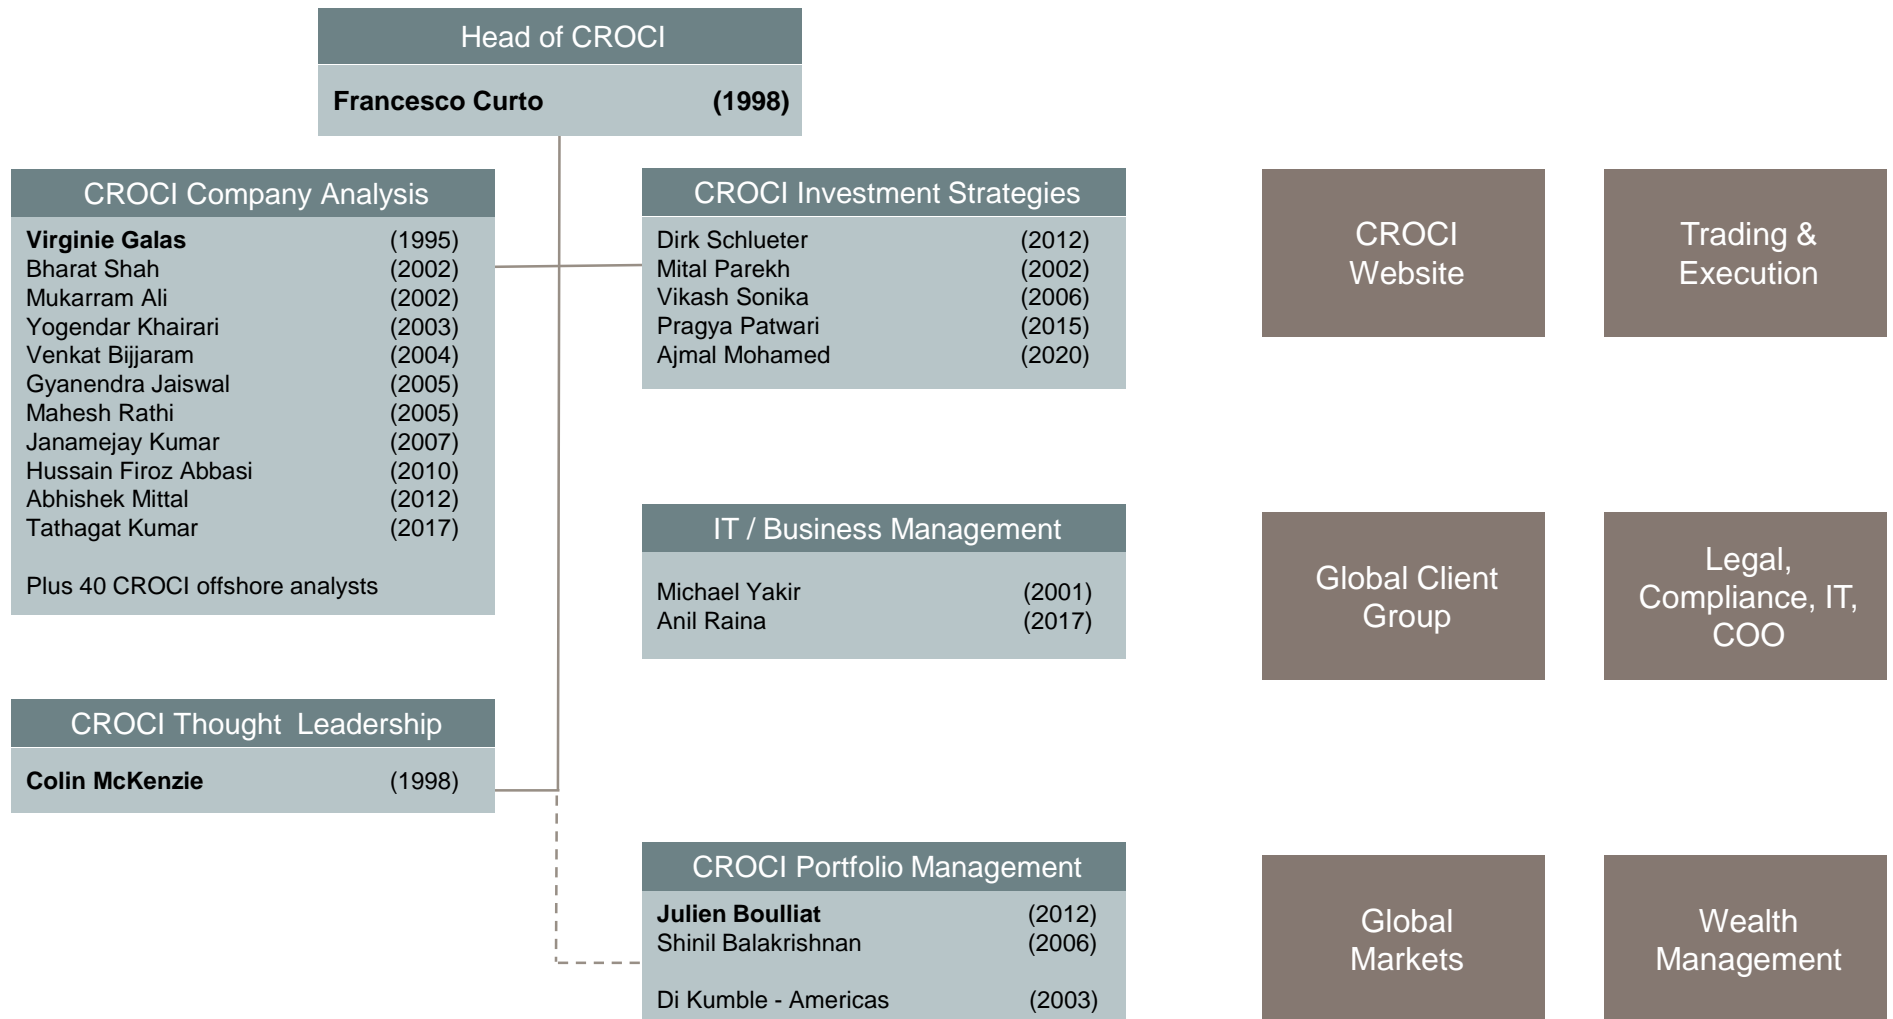 Head of CROCI
Francesco Curto (1998)
CROCI Company Analysis
Virginie Galas (1995)
Bharat Shah (2002)
Mukarram Ali (2002)
Yogendar Khairari (2003)
Venkat Bijjaram (2004)
Gyanendra Jaiswal (2005)
Mahesh Rathi (2005)
Janamejay Kumar (2007)
Hussain Firoz Abbasi (2010)
Abhishek Mittal (2012)
Tathagat Kumar (2017)
Plus 40 CROCI offshore analysts
CROCI Thought Leadership
Colin McKenzie (1998)
CROCI Investment Strategies
Dirk Schlueter (2012)
Mital Parekh (2002)
Vikash Sonika (2006)
Pragya Patwari (2015)
Ajmal Mohamed (2020)
IT / Business Management
Michael Yakir (2001)
Anil Raina (2017)
CROCI Portfolio Management
Julien Boulliat (2012)
Shinil Balakrishnan (2006)
Di Kumble - Americas (2003)
CROCI
Website
Trading &
Execution
Global Client
Group
Legal,
Compliance, IT,
COO
Global
Markets
Wealth
Management